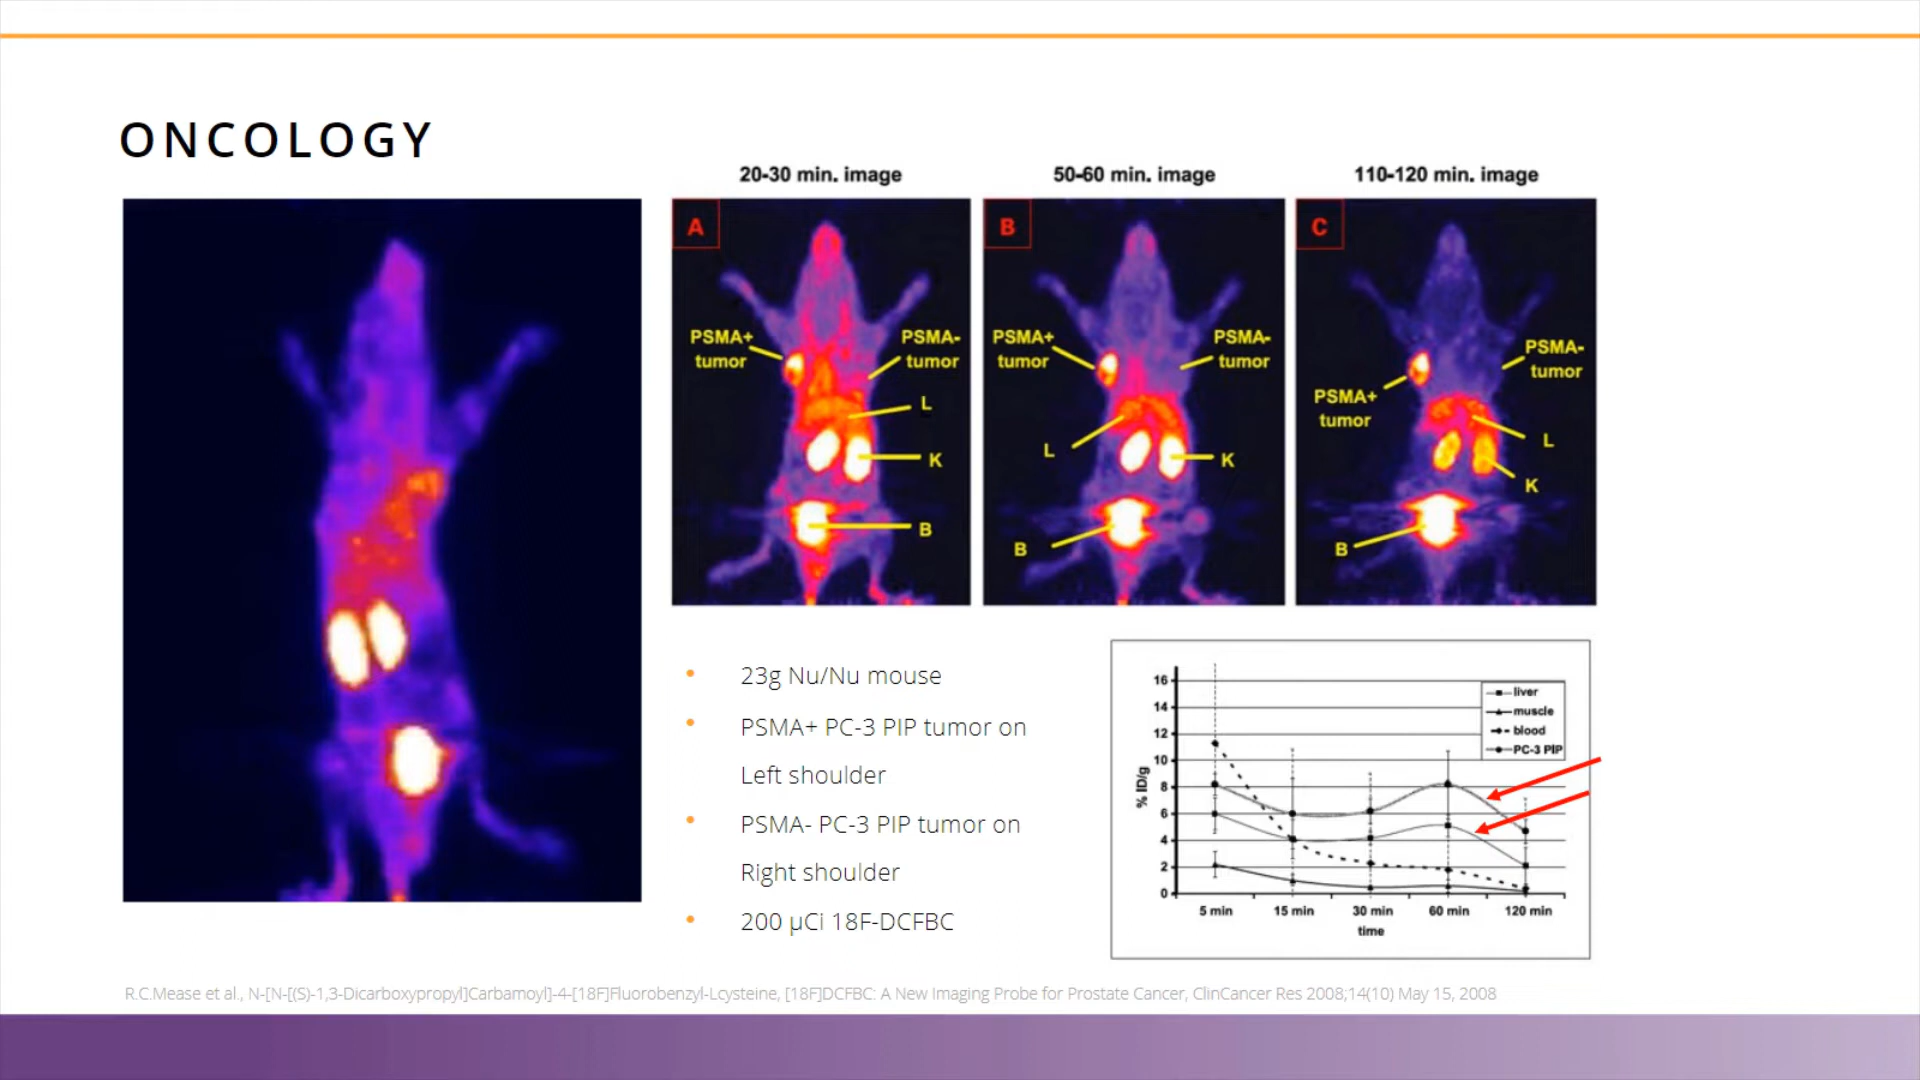 ONCOLOGY
20-30 min. image
50-60 min. image
110-120 min. image
A
PSMA+
tumor
PSMA-
tumor
L
K
B
B
PSMA+
tumor
PSMA-
tumor
L
K
B
C
PSMA-
tumor
PSMA+
tumor
L
K
B
• 23g Nu/Nu mouse
• PSMA+ PC-3 PIP tumor on
Left shoulder
• PSMA- PC-3 PIP tumor on
Right shoulder
• 200 µCi 18F-DCFBC
% ID/g
16
14
12
10
8
6
4
2
0
liver
muscle
blood
PC-3 PIP
5 min
15 min
30 min
60 min
120 min
time
R.C.Mease et al., N-[N-[(S)-1,3-Dicarboxypropyl]Carbamoyl]-4-[18F]Fluorobenzyl-Lcysteine, [18F]DCFBC: A New Imaging Probe for Prostate Cancer, ClinCancer Res 2008;14(10) May 15, 2008